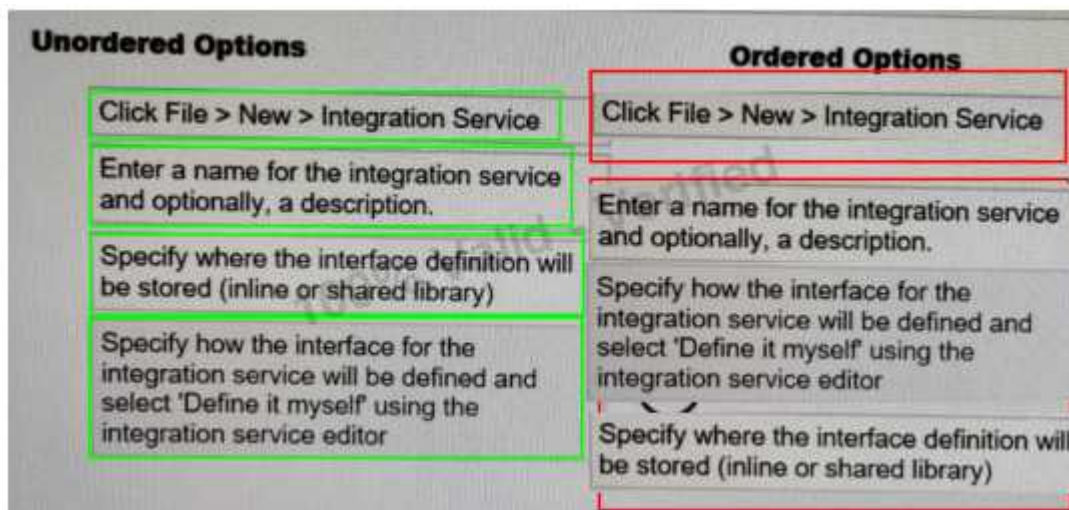 Unordered Options
Click File > New > Integration Service
Enter a name for the integration service
and optionally, a description.
Specify where the interface definition will
be stored (inline or shared library)
Specify how the interface for the
integration service will be defined and
select 'Define it myself' using the
integration service editor
Ordered Options
Click File > New > Integration Service
Enter a name for the integration service
and optionally, a description.
Specify how the interface for the
integration service will be defined and
select 'Define it myself' using the
integration service editor
Specify where the interface definition will
be stored (inline or shared library)
Valid - Verified